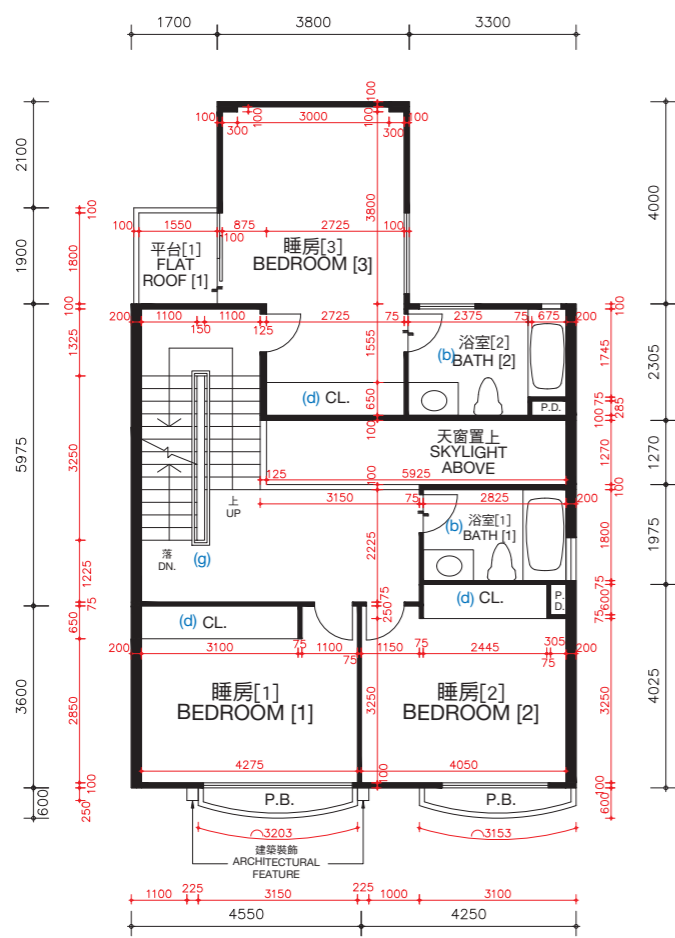 1700 3800 3300
100
100 3000 100
300 100 300
2100
1900
5975
3600
600
4000
2305
1270
1975
4025
100
1800
100
1325
3250
1225
75
650
2850
100
250
100 1550 875 2725 100
100
3800
平台[1]
FLAT
ROOF [1]
睡房[3]
BEDROOM [3]
200 1100 1100 2725 75 2375 75 675 200
150 125
100
1745
75
285
100
1270
100
1800
75
600
75
3250
100
600
1555
650
100
浴室[2]
(b) BATH [2]
(d) CL.
P.D.
天窗置上
SKYLIGHT
ABOVE
100
125 5925
3150 75 2825 200
上
UP
落
DN.
(g)
2225
浴室[1]
(b) BATH [1]
75
250
(d) CL.
P.
D.
(d) CL.
200 3100 75 1100 1150 75 2445 305 200
75 75
睡房[1]
BEDROOM [1]
睡房[2]
BEDROOM [2]
3250
4275 4050
100
P.B. P.B.
3203 3153
建築裝飾
ARCHITECTURAL
FEATURE
1100 225 3150 225 1000 3100
4550 4250